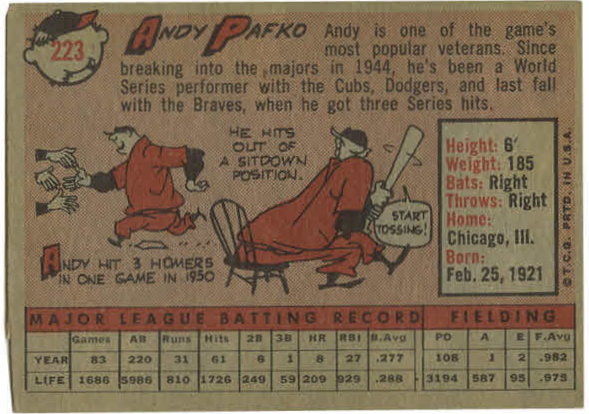 223
ANDY PAFKO
Andy is one of the game's
most popular veterans. Since
breaking into the majors in 1944, he's been a World
Series performer with the Cubs, Dodgers, and last fall
with the Braves, when he got three Series hits.
HE HITS
OUT OF
A SITDOWN
POSITION.
START
TOSSING!
ANDY HIT 3 HOMERS
IN ONE GAME IN 1950
Height: 6'
Weight: 185
Bats: Right
Throws: Right
Home:
Chicago, Ill.
Born:
Feb. 25, 1921
© T.C.G. PRTD. IN U.S.A.
MAJOR LEAGUE BATTING RECORD FIELDING
Games AB Runs Hits 2B 3B HR RBI B.Avg PO A E F.Avg
YEAR 83 220 31 61 6 1 8 27 .277 108 1 2 .982
LIFE 1686 5986 810 1726 249 59 209 929 .288 3194 587 95 .975